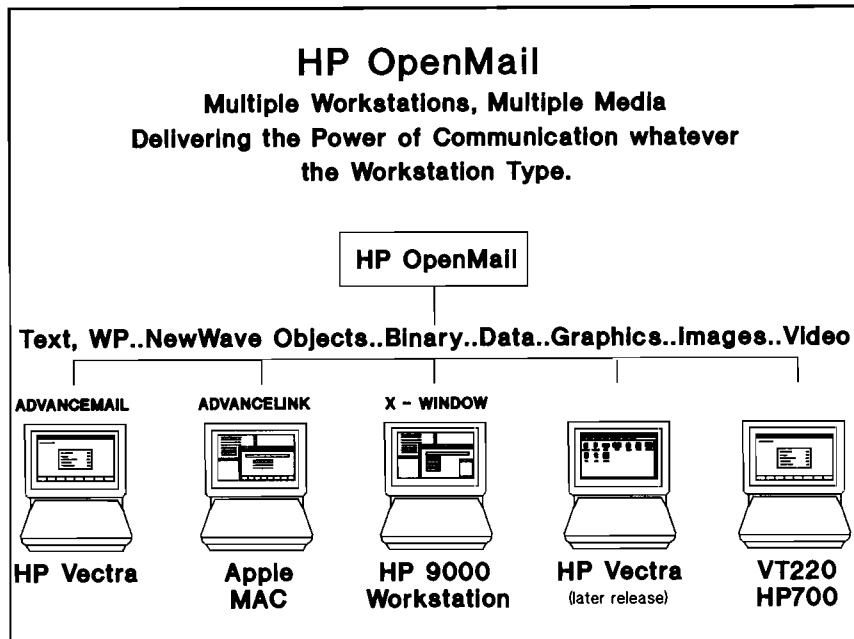 HP OpenMail
Multiple Workstations, Multiple Media
Delivering the Power of Communication whatever
the Workstation Type.
HP OpenMail
Text, WP..NewWave Objects..Binary..Data..Graphics..Images..Video
ADVANCEMAIL
ADVANCELINK
X - WINDOW
HP Vectra
Apple
MAC
HP 9000
Workstation
HP Vectra
(later release)
VT220
HP700